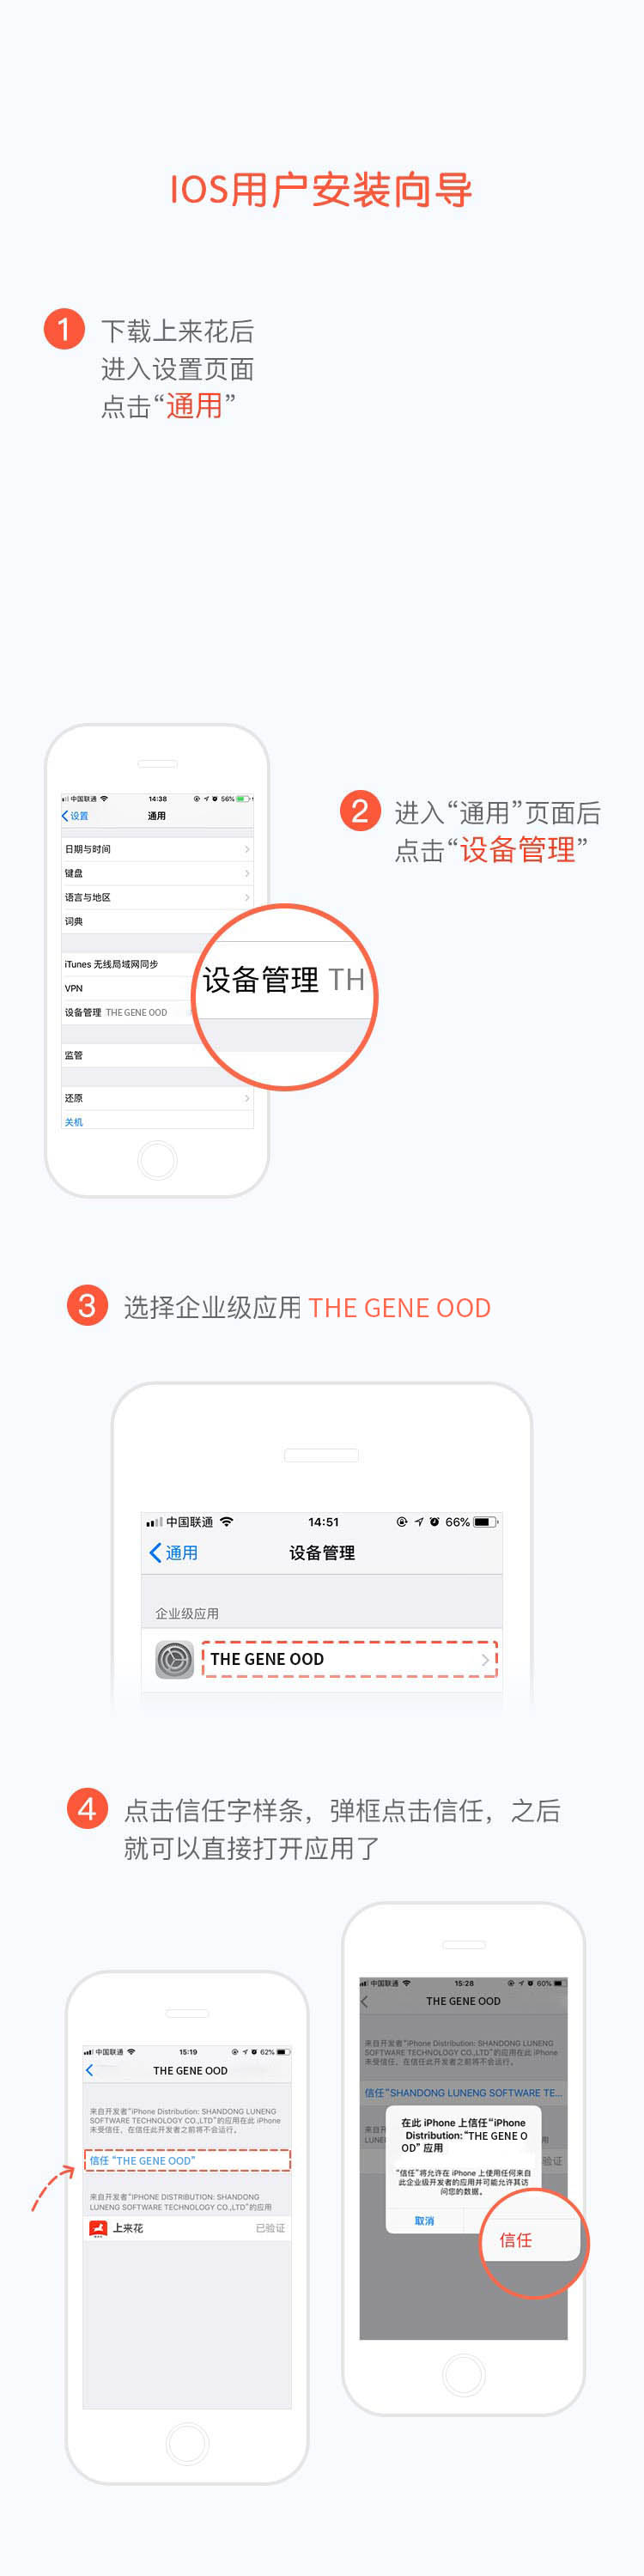 IOS用户安装向导
1 下载上来花后
进入设置页面
点击“通用”
中国联通 14:38 56%
设置 通用
日期与时间
键盘
语言与地区
词典
iTunes 无线局域网同步
VPN
设备管理 THE GENE OOD
监管
还原
关机
设备管理 TH
2 进入“通用”页面后
点击“设备管理”
3 选择企业级应用 THE GENE OOD
中国联通 14:51 66%
通用 设备管理
企业级应用
THE GENE OOD
4 点击信任字样条，弹框点击信任，之后
就可以直接打开应用了
中国联通 15:19 62%
THE GENE OOD
来自开发者“iPhone Distribution: SHANDONG LUNENG
SOFTWARE TECHNOLOGY CO.,LTD”的应用在此 iPhone
未受信任，在信任此开发者之前将不会运行。
信任 “THE GENE OOD”
来自开发者“IPHONE DISTRIBUTION: SHANDONG
LUNENG SOFTWARE TECHNOLOGY CO.,LTD”的应用
上来花 已验证
中国联通 15:28 60%
THE GENE OOD
来自开发者“iPhone Distribution: SHANDONG LUNENG
SOFTWARE TECHNOLOGY CO.,LTD”的应用在此 iPhone
未受信任，在信任此开发者之前将不会运行。
信任“SHANDONG LUNENG SOFTWARE TE...
在此 iPhone 上信任“iPhone
Distribution: “THE GENE O
OD” 应用
“信任”将允许在 iPhone 上使用任何来自
此企业级开发者的应用并可能允许其访
问您的数据。
取消
信任